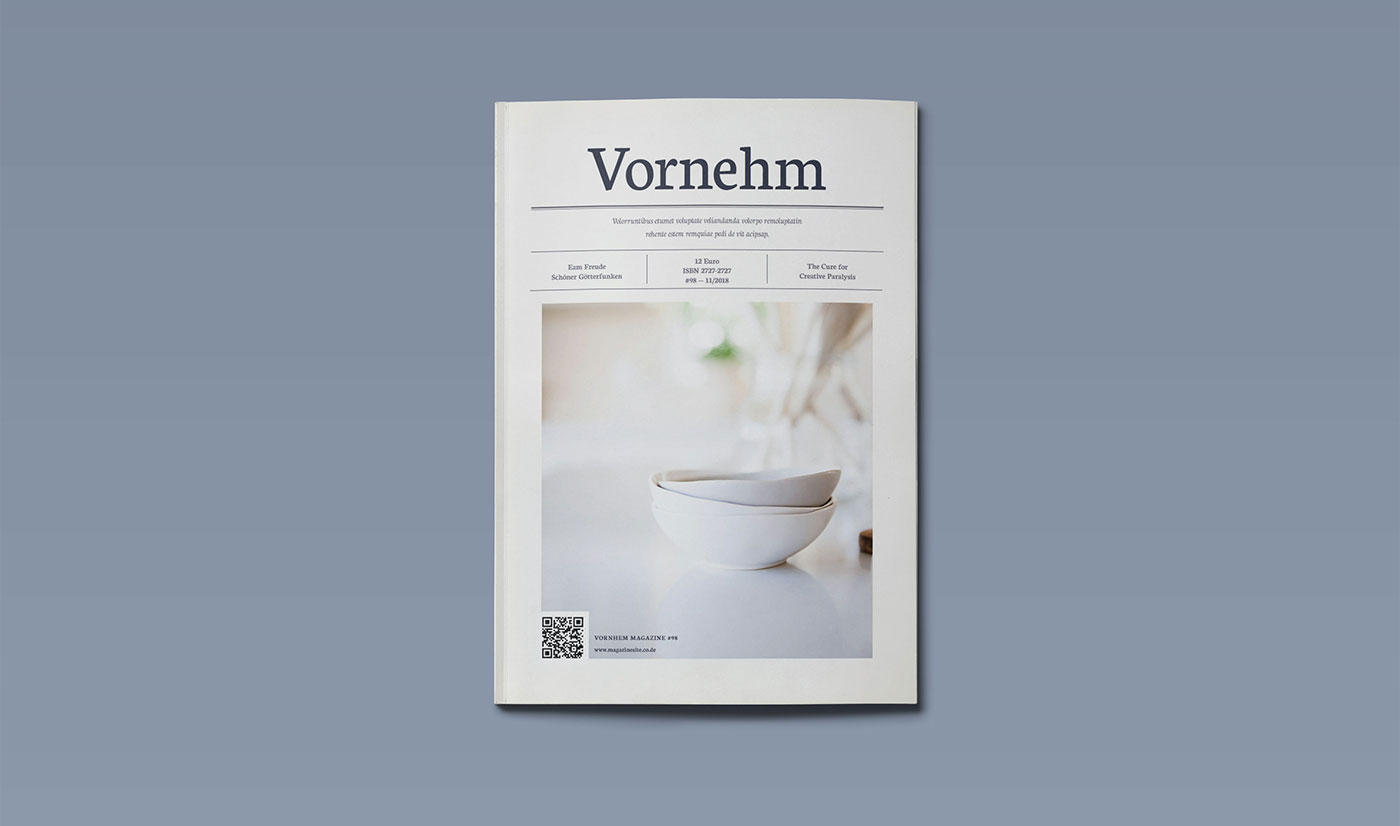 Vornehm
Volorruntibus etumet voluptate veliandanda volorpo remoluptatin
rehente estem remquiae pedi de vit acipsap.
Eam Freude
Schöner Götterfunken
12 Euro
ISBN 2727-2727
#98 — 11/2018
The Cure for
Creative Paralysis
VORNHEM MAGAZINE #98
www.magazinesite.co.de